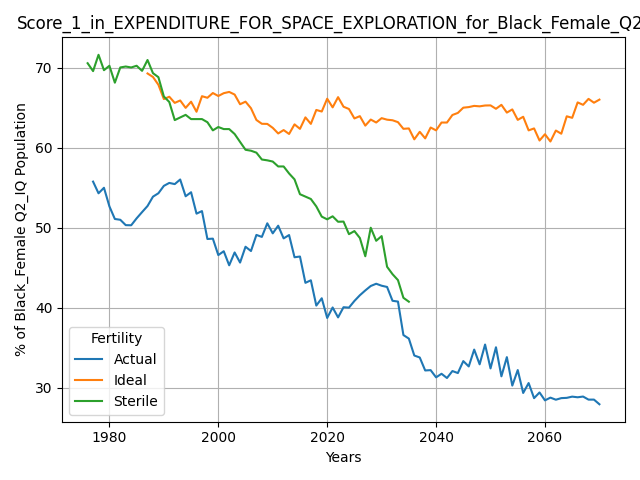 Score_1_in_EXPENDITURE_FOR_SPACE_EXPLORATION_for_Black_Female_Q2
% of Black_Female Q2_IQ Population
70
60
50
40
30
Fertility
Actual
Ideal
Sterile
1980
2000
2020
2040
2060
Years